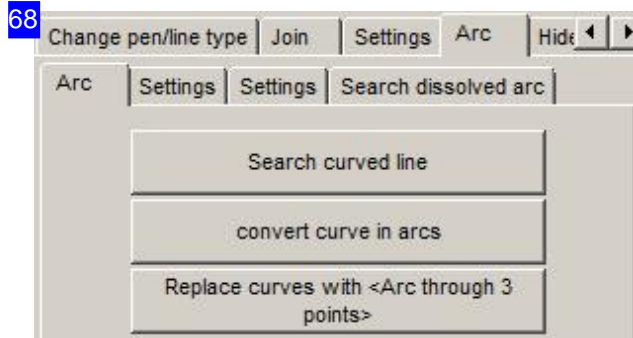 68
Change pen/line type Join Settings Arc Hide
Arc Settings Settings Search dissolved arc
Search curved line
convert curve in arcs
Replace curves with <Arc through 3
points>